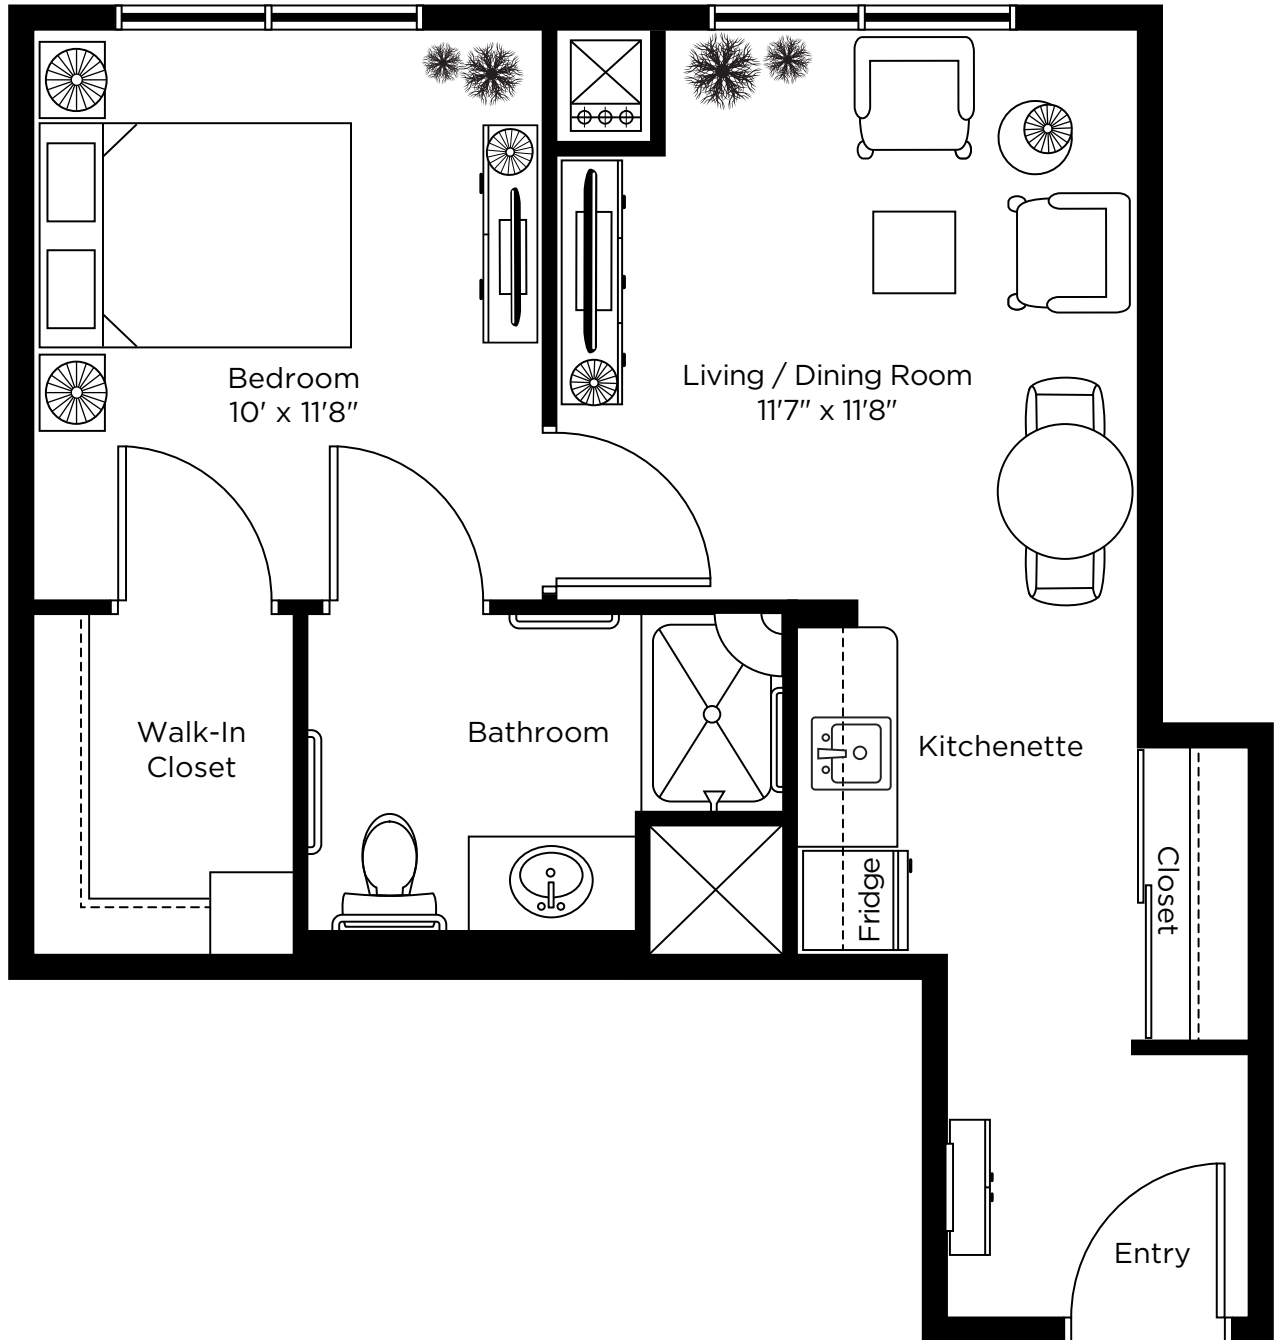 Bedroom
10' x 11'8"
Living / Dining Room
11'7" x 11'8"
Walk-In
Closet
Bathroom
Kitchenette
Fridge
Closet
Entry